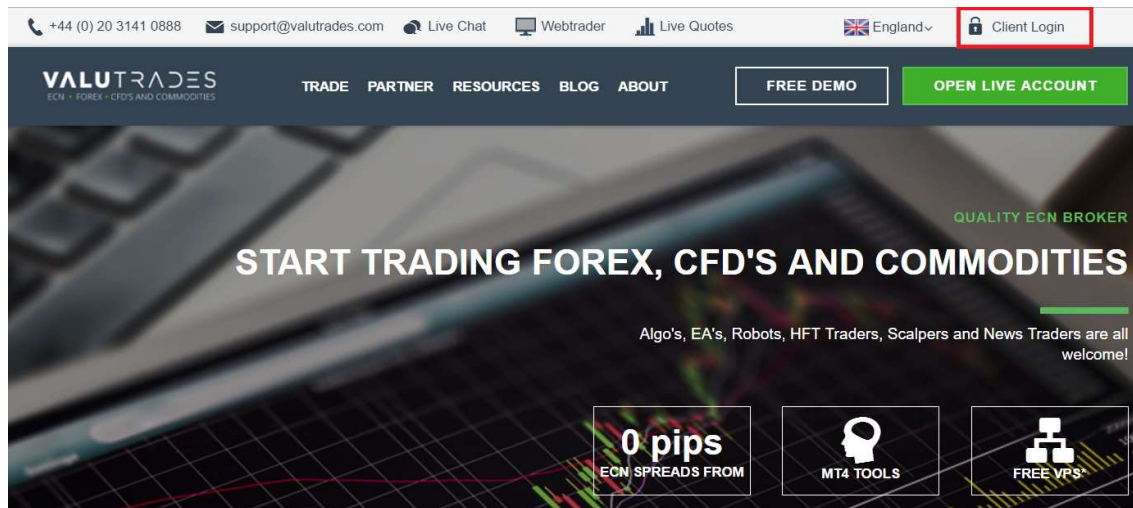 +44 (0) 20 3141 0888 support@valutrades.com Live Chat Webtrader Live Quotes England Client Login
VALUTRADES
ECN • FOREX • CFD'S AND COMMODITIES
TRADE PARTNER RESOURCES BLOG ABOUT
FREE DEMO
OPEN LIVE ACCOUNT
QUALITY ECN BROKER
START TRADING FOREX, CFD'S AND COMMODITIES
Algo's, EA's, Robots, HFT Traders, Scalpers and News Traders are all
welcome!
0 pips
ECN SPREADS FROM
MT4 TOOLS
FREE VPS*